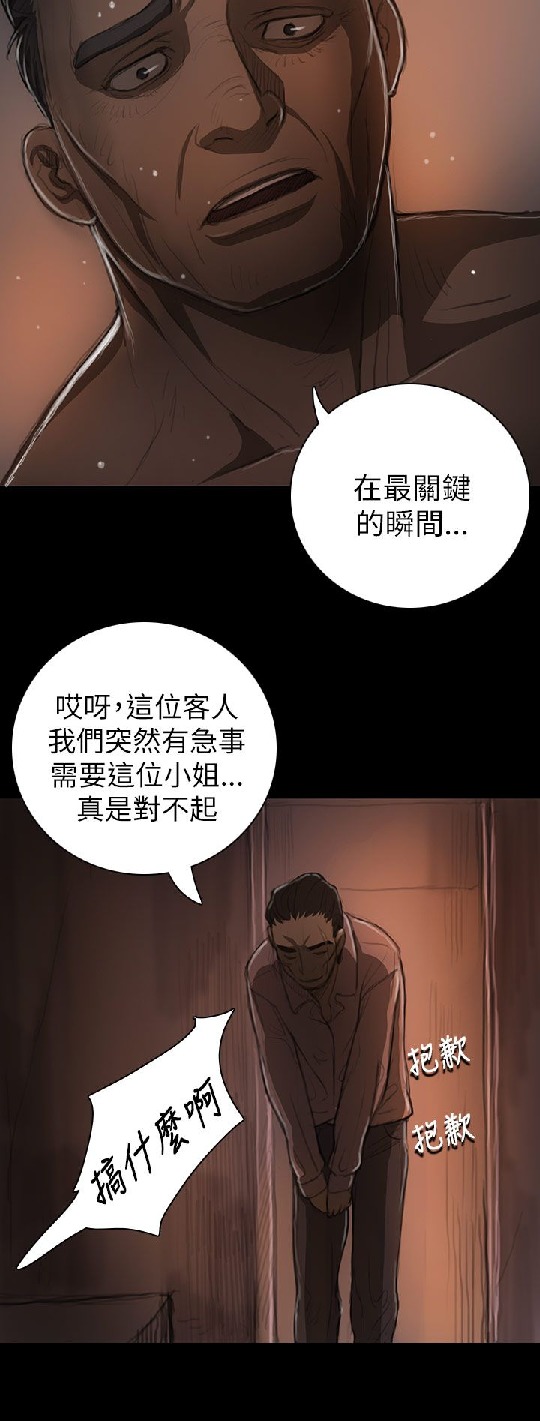 在最關鍵
的瞬間...
哎呀，這位客人
我們突然有急事
需要這位小姐...
真是對不起
抱歉
抱歉
搞什麼啊